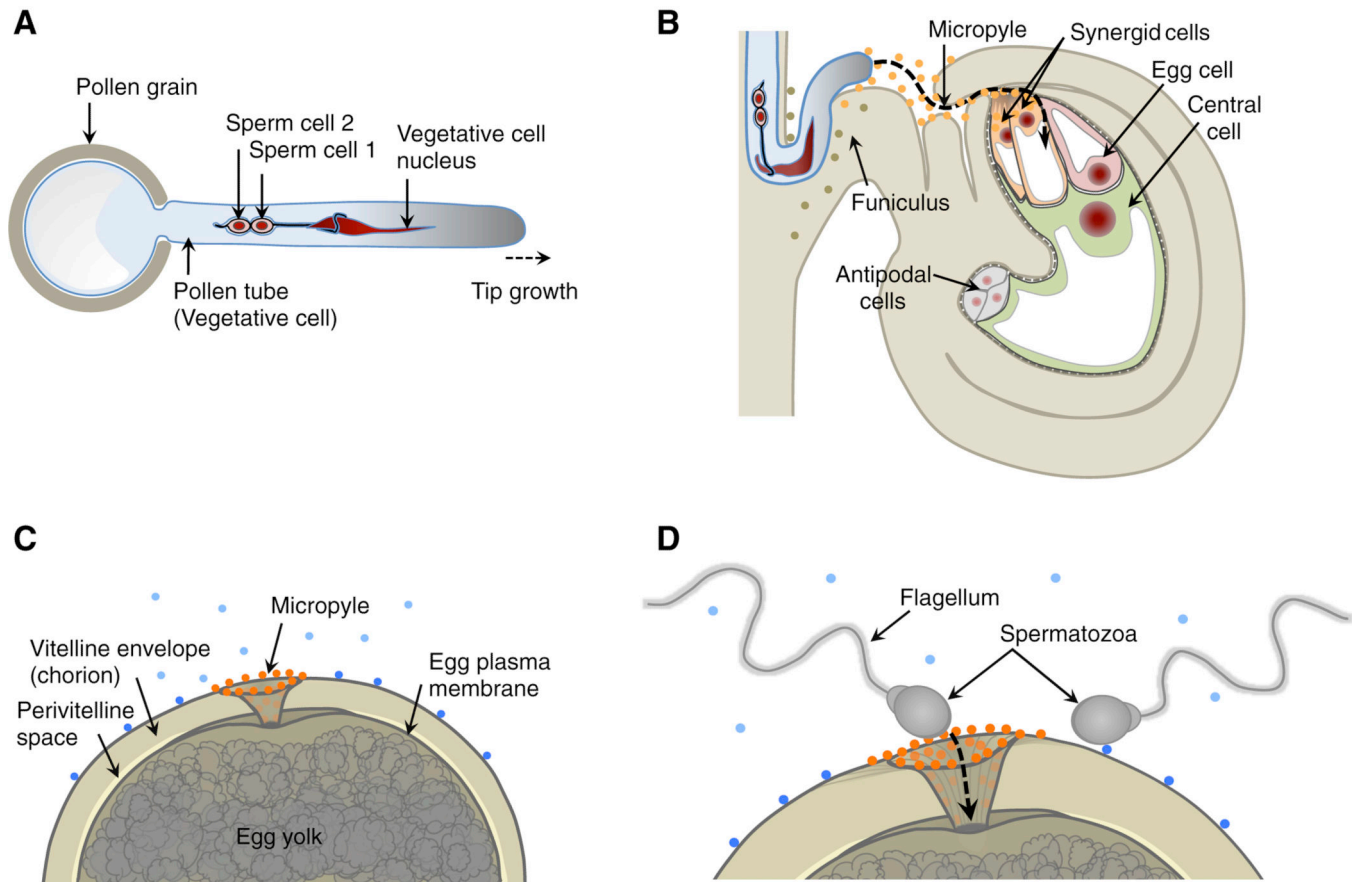 A
Pollen grain
Sperm cell 2
Sperm cell 1
Vegetative cell
nucleus
Pollen tube
(Vegetative cell)
Tip growth
B
Micropyle
Synergid cells
Egg cell
Central
cell
Funiculus
Antipodal
cells
C
Micropyle
Vitelline envelope
(chorion)
Perivitelline
space
Egg plasma
membrane
Egg yolk
D
Flagellum
Spermatozoa